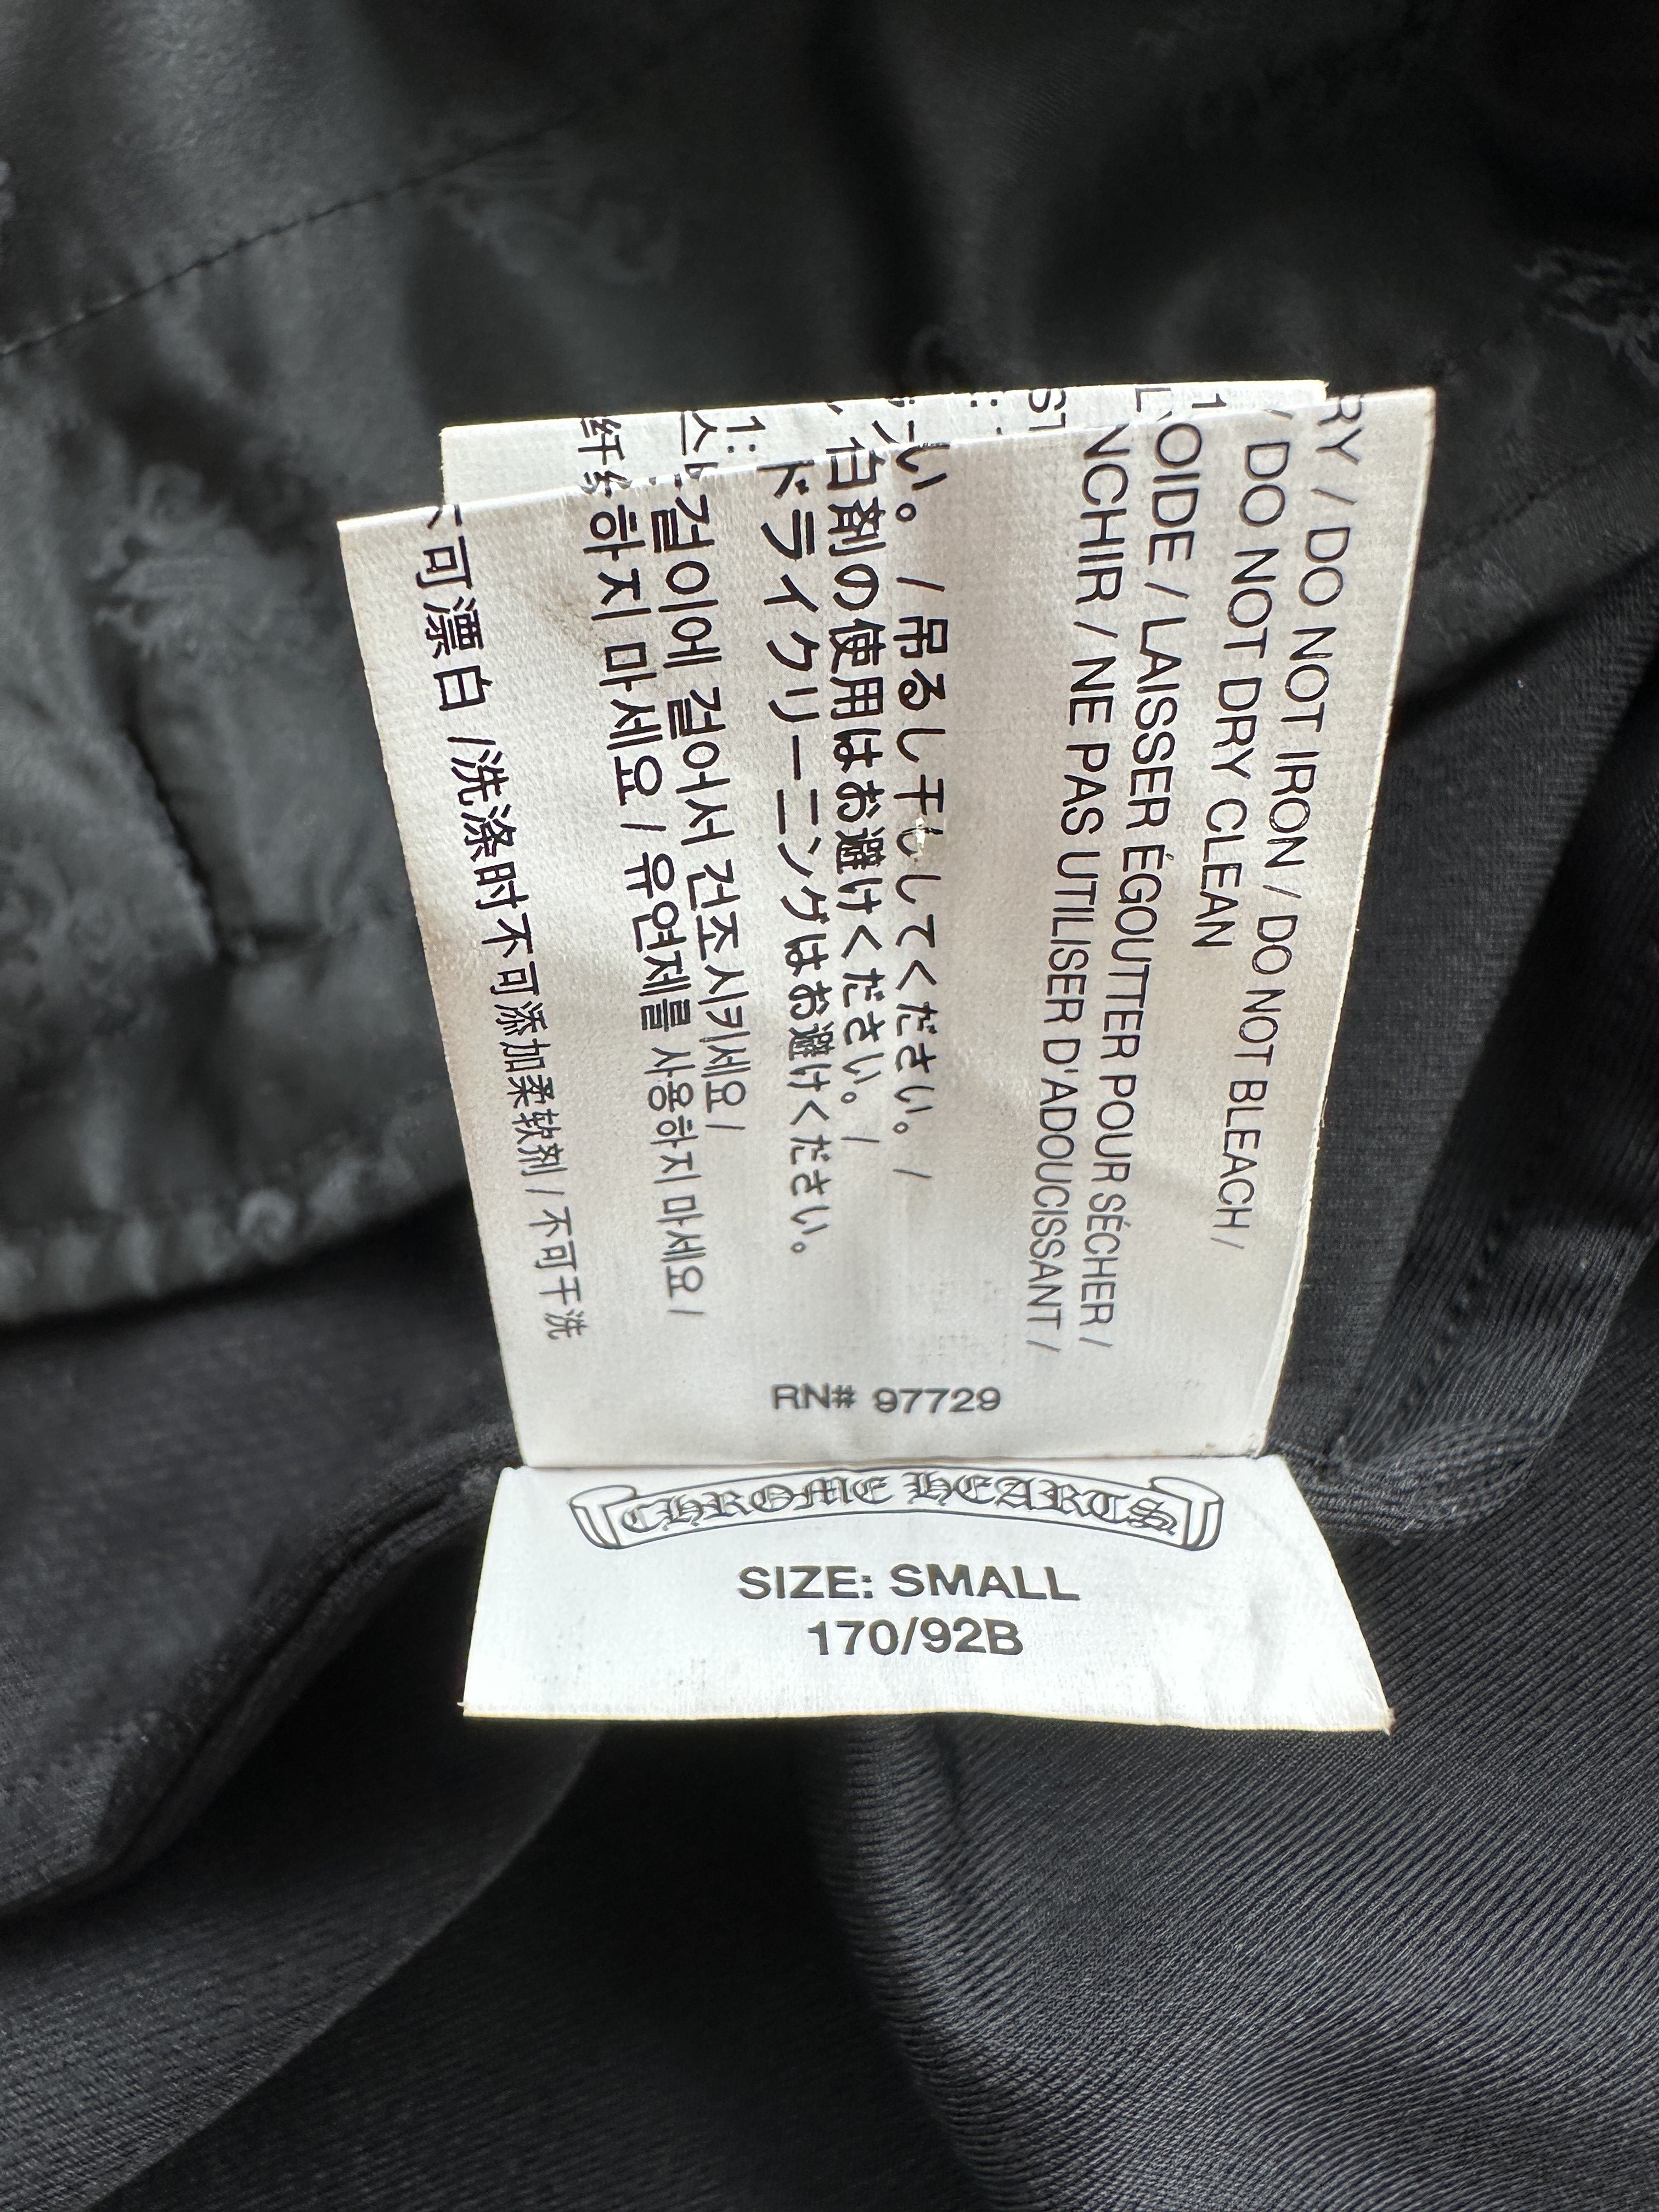 RY / DO NOT IRON / DO NOT BLEACH /
/ DO NOT DRY CLEAN
OIDE / LAISSER ÉGOUTTER POUR SÉCHER /
NCHIR / NE PAS UTILISER D'ADOUCISSANT /
い。 / 吊るし干しをしてください。 /
白剤の使用はお避けください。 /
ドライクリーニングはお避けください。
걸이에 걸어서 건조시키세요 /
하지 마세요 / 유연제를 사용하지 마세요 /
不可漂白 /洗涤时不可添加柔软剂 / 不可干洗
RN# 97729
CHROME HEARTS
SIZE: SMALL
170/92B